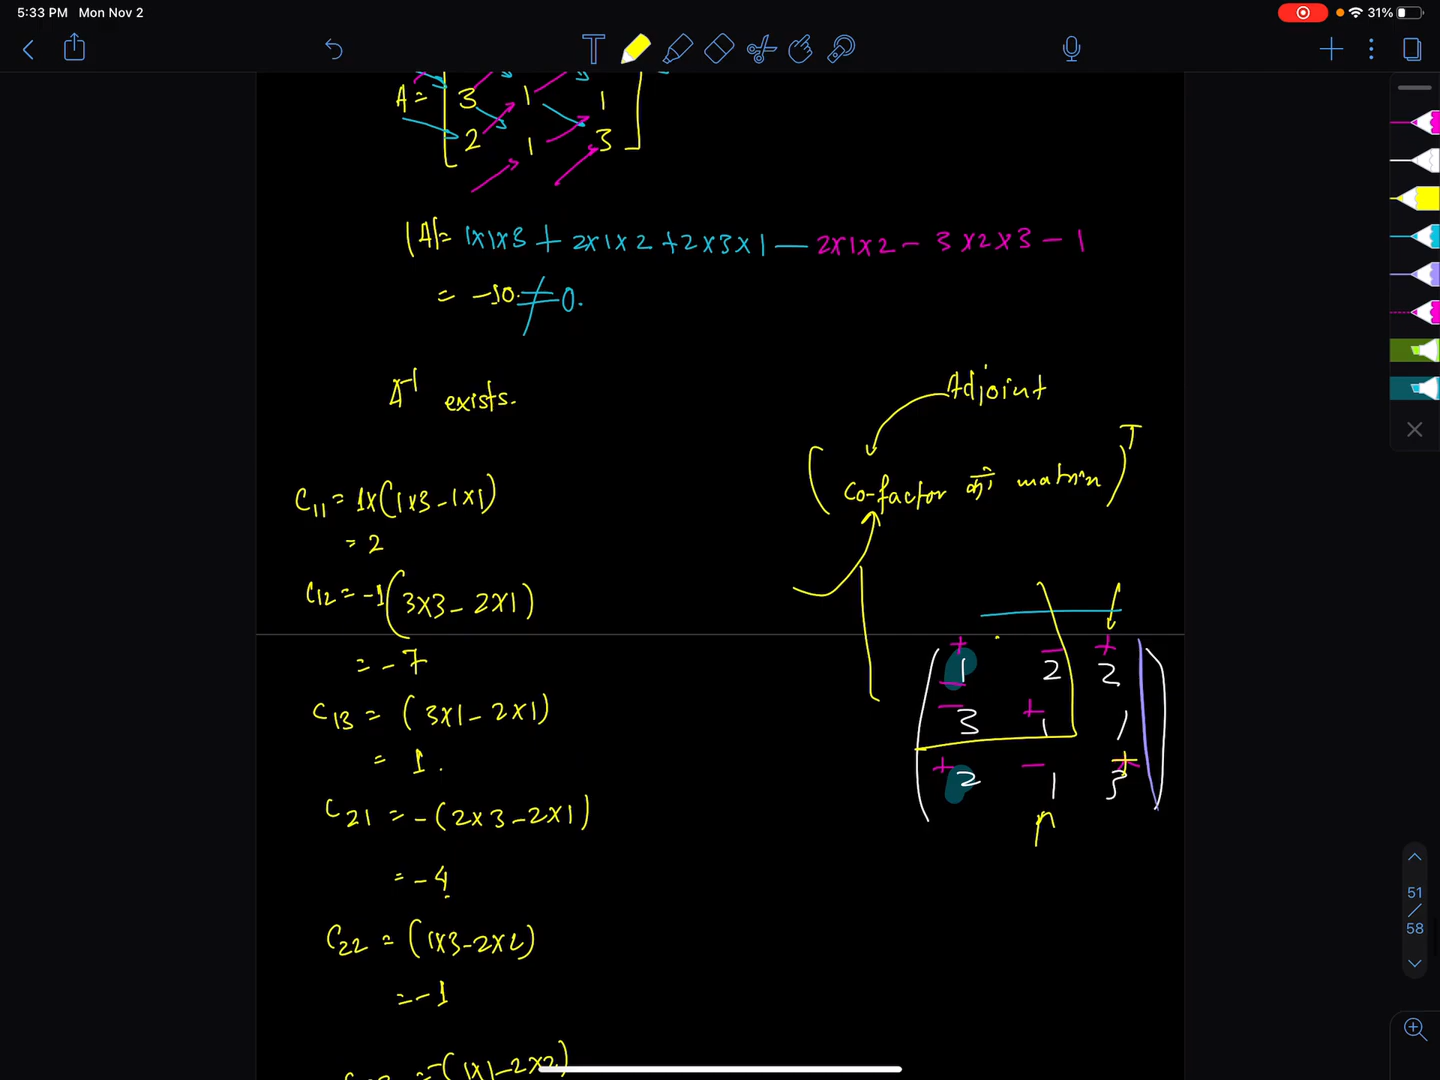 5:33 PM Mon Nov 2
31%
A = [ 3 1 1
2 1 3 ]
|A| = 1x1x3 + 2x1x2 + 2x3x1 — 2x1x2 - 3x2x3 - 1
= -10. ≠ 0.
A⁻¹ exists.
Adjoint
( Co-factor matrix )ᵀ
C₁₁ = 1x(1x3 - 1x1)
= 2
C₁₂ = -1(3x3 - 2x1)
= -7
C₁₃ = (3x1 - 2x1)
= 1.
C₂₁ = -(2x3 - 2x1)
= -4
C₂₂ = (1x3 - 2x2)
= -1
= -(1x1 - 2x2)
+ - +
1 2 2
- +
3 1 1
+ - +
2 1 3
51
58